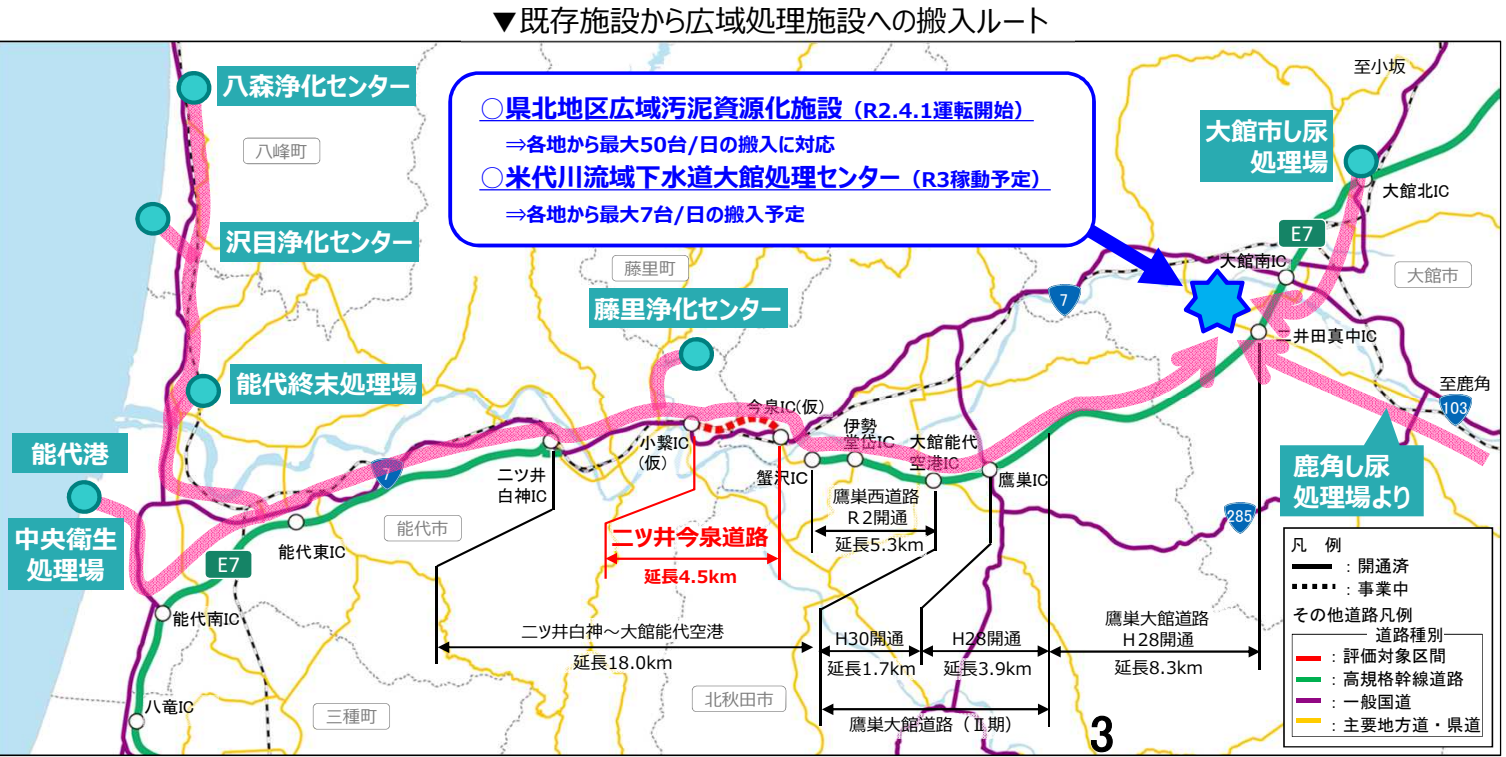 ▼既存施設から広域処理施設への搬入ルート
八森浄化センター
八峰町
沢目浄化センター
○県北地区広域汚泥資源化施設（R2.4.1運転開始）
⇒各地から最大50台/日の搬入に対応
○米代川流域下水道大館処理センター（R3稼動予定）
⇒各地から最大7台/日の搬入予定
至小坂
大館市し尿
処理場
大館北IC
E7
大館南IC
大館市
藤里町
藤里浄化センター
7
二井田真中IC
能代終末処理場
至鹿角
103
今泉IC(仮)
小繋IC
(仮)
伊勢
堂岱IC
大館能代
空港IC
蟹沢IC
鷹巣IC
能代港
中央衛生
処理場
7
二ツ井
白神IC
能代市
能代東IC
E7
能代南IC
八竜IC
三種町
鹿角し尿
処理場より
285
鷹巣西道路
R２開通
延長5.3km
二ツ井今泉道路
延長4.5km
二ツ井白神～大館能代空港
延長18.0km
H30開通
延長1.7km
H28開通
延長3.9km
鷹巣大館道路
H28開通
延長8.3km
鷹巣大館道路（Ⅱ期）
北秋田市
3
凡　例
：開通済
：事業中
その他道路凡例
道路種別
：評価対象区間
：高規格幹線道路
：一般国道
：主要地方道・県道